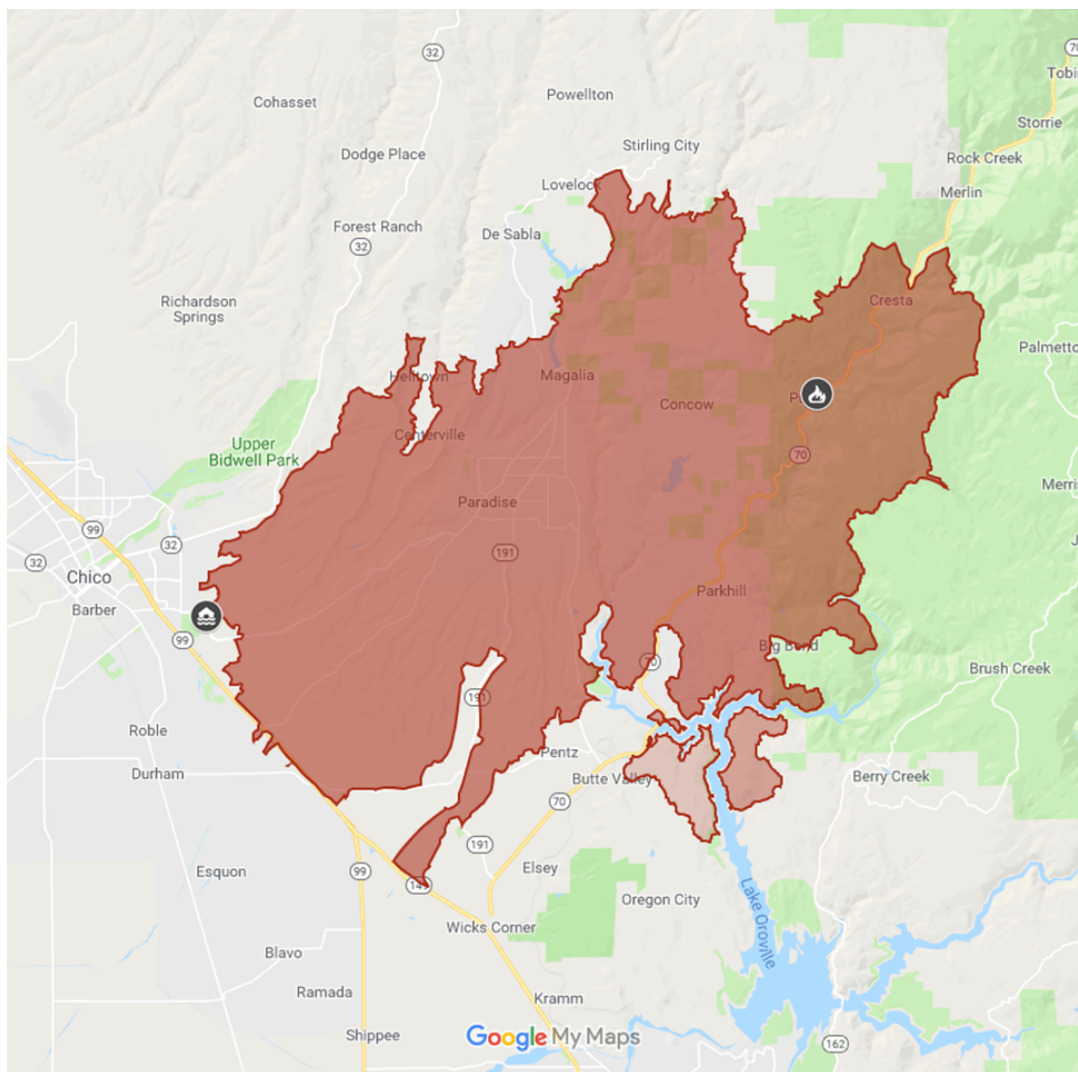 70
32
Tobin
Powellton
Cohasset
Storrie
Stirling City
Dodge Place
Rock Creek
Lovelock
Merlin
Forest Ranch
De Sabla
32
Richardson
Springs
Cresta
Palmetto
Helltown
Magalia
Concow
Centerville
Upper
Bidwell Park
70
Merri
Paradise
99
32
191
32
Chico
Parkhill
Barber
99
Big Bend
70
Brush Creek
191
Roble
Pentz
Durham
Butte Valley
Berry Creek
70
191
99
Esquon
Elsey
149
Lake Oroville
Oregon City
Wicks Corner
Blavo
Ramada
Kramm
Shippee
Google My Maps
162